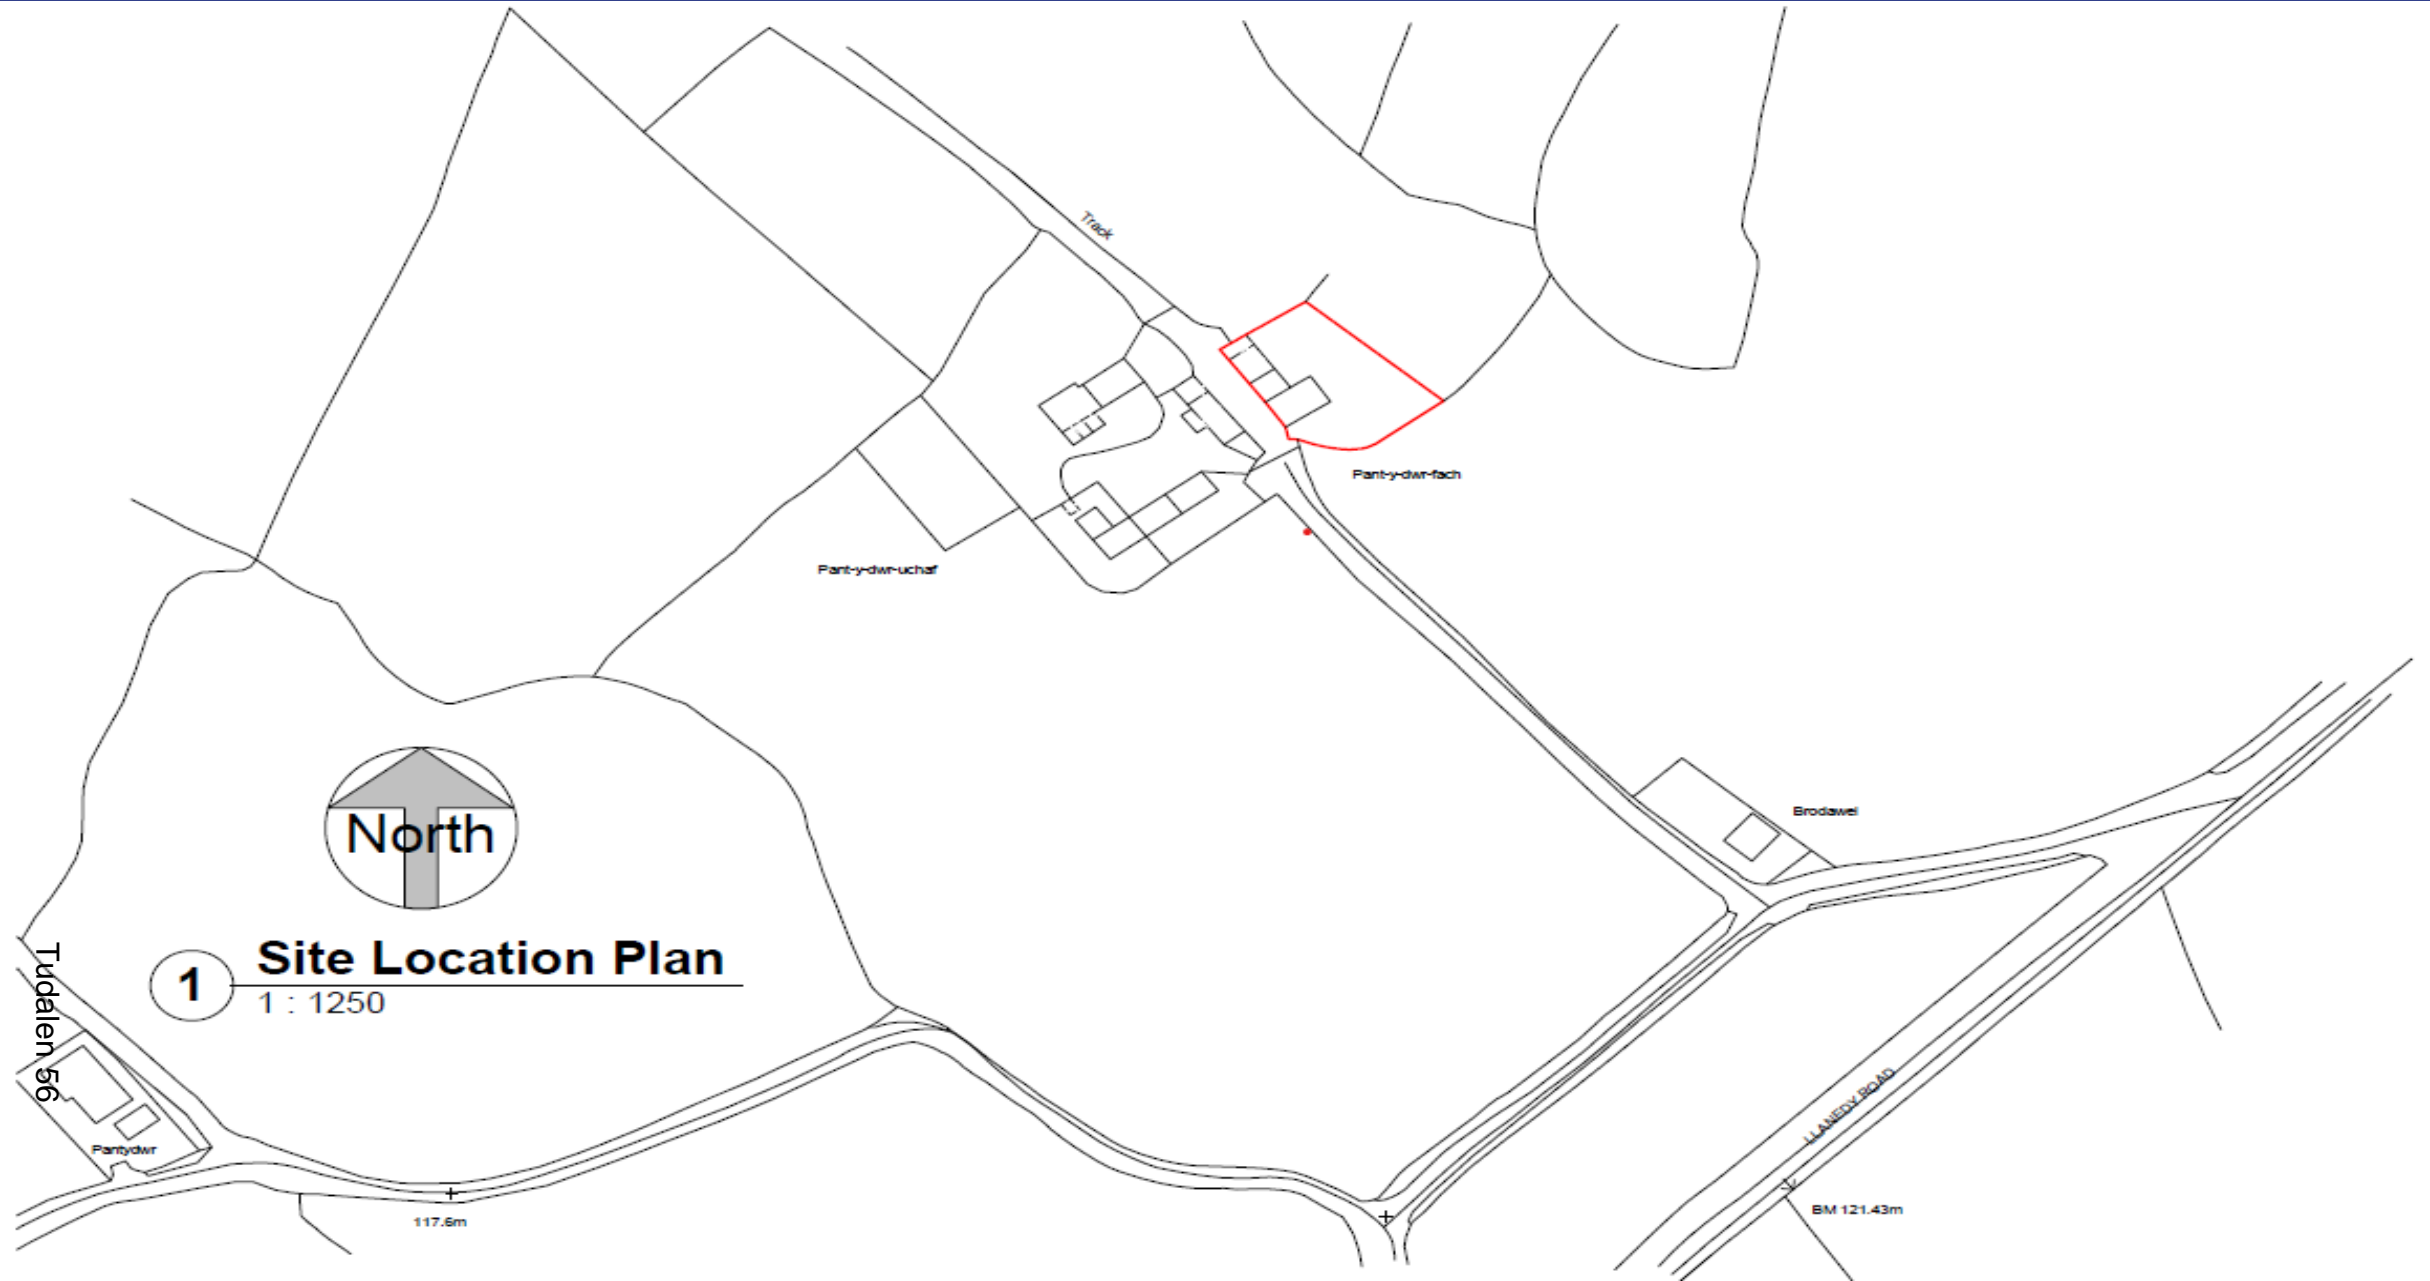 Track
Pant-y-dwr-fach
Pant-y-dwr-uchaf
Brodawel
North
1
Site Location Plan
1 : 1250
Tudalen 56
LLANEDY ROAD
Pantydwr
117.6m
BM 121.43m